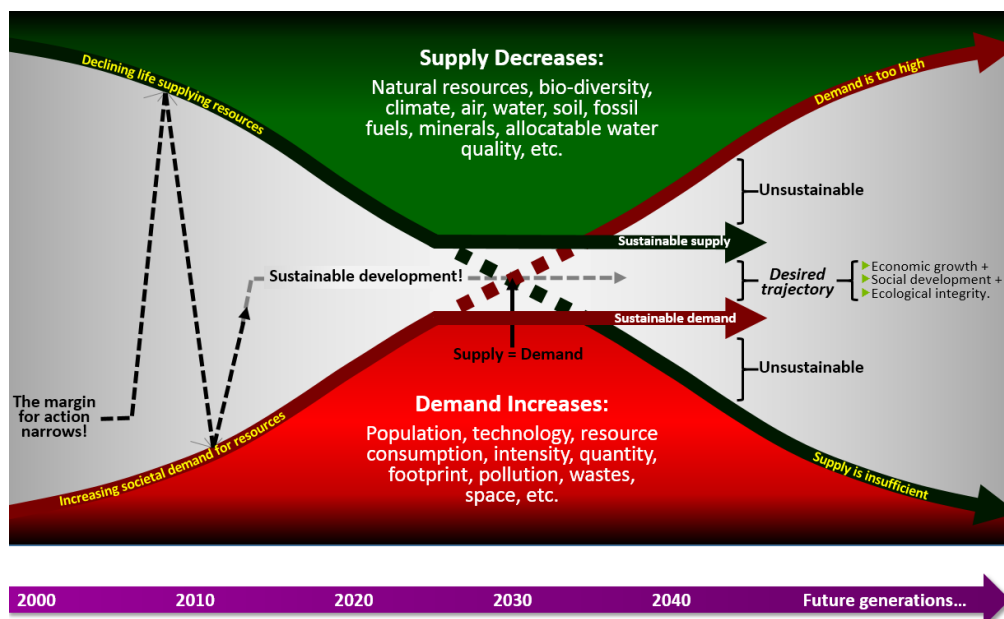 Supply Decreases:
Natural resources, bio-diversity,
climate, air, water, soil, fossil
fuels, minerals, allocatable water
quality, etc.
Declining life supplying resources
Demand is too high
Unsustainable
Sustainable supply
Sustainable development!
Desired
trajectory
Economic growth +
Social development +
Ecological integrity.
Sustainable demand
Supply = Demand
Unsustainable
The margin
for action
narrows!
Demand Increases:
Population, technology, resource
consumption, intensity, quantity,
footprint, pollution, wastes,
space, etc.
Increasing societal demand for resources
Supply is insufficient
2000
2010
2020
2030
2040
Future generations...